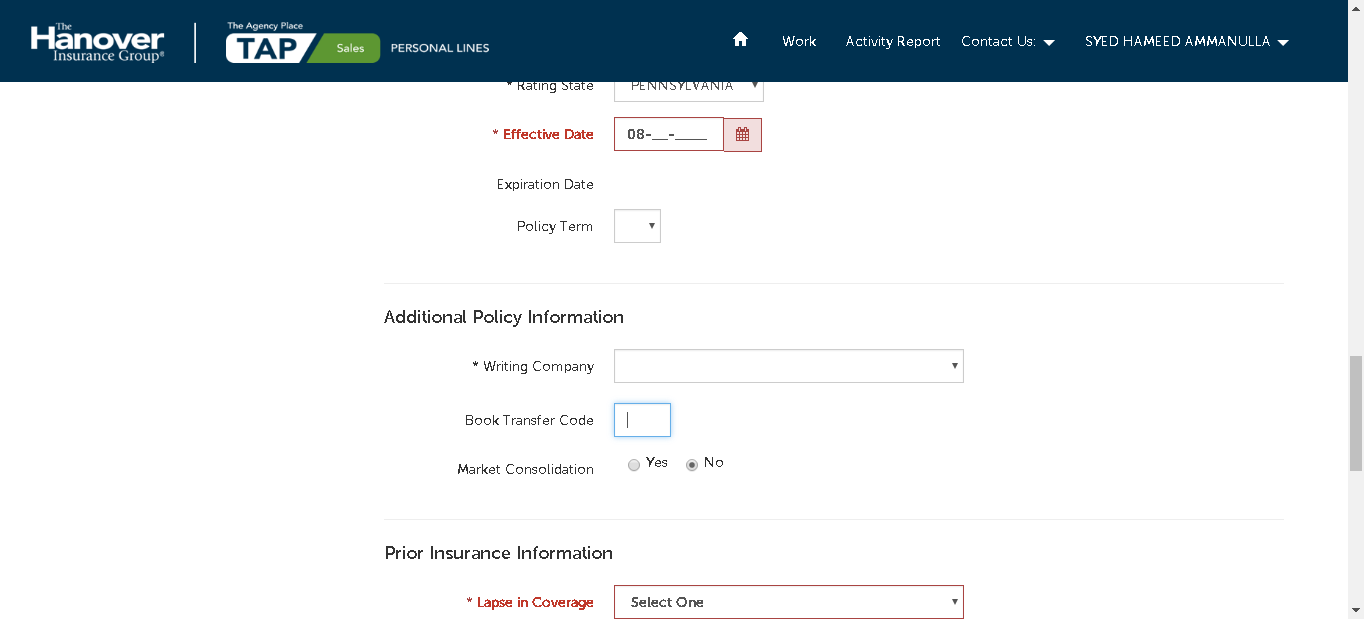 The
Hanover
Insurance Group®
The Agency Place
TAP Sales PERSONAL LINES
Work Activity Report Contact Us: SYED HAMEED AMMANULLA
* Rating State PENNSYLVANIA
* Effective Date 08-__-____
Expiration Date
Policy Term
Additional Policy Information
* Writing Company
Book Transfer Code
Market Consolidation Yes No
Prior Insurance Information
* Lapse in Coverage Select One